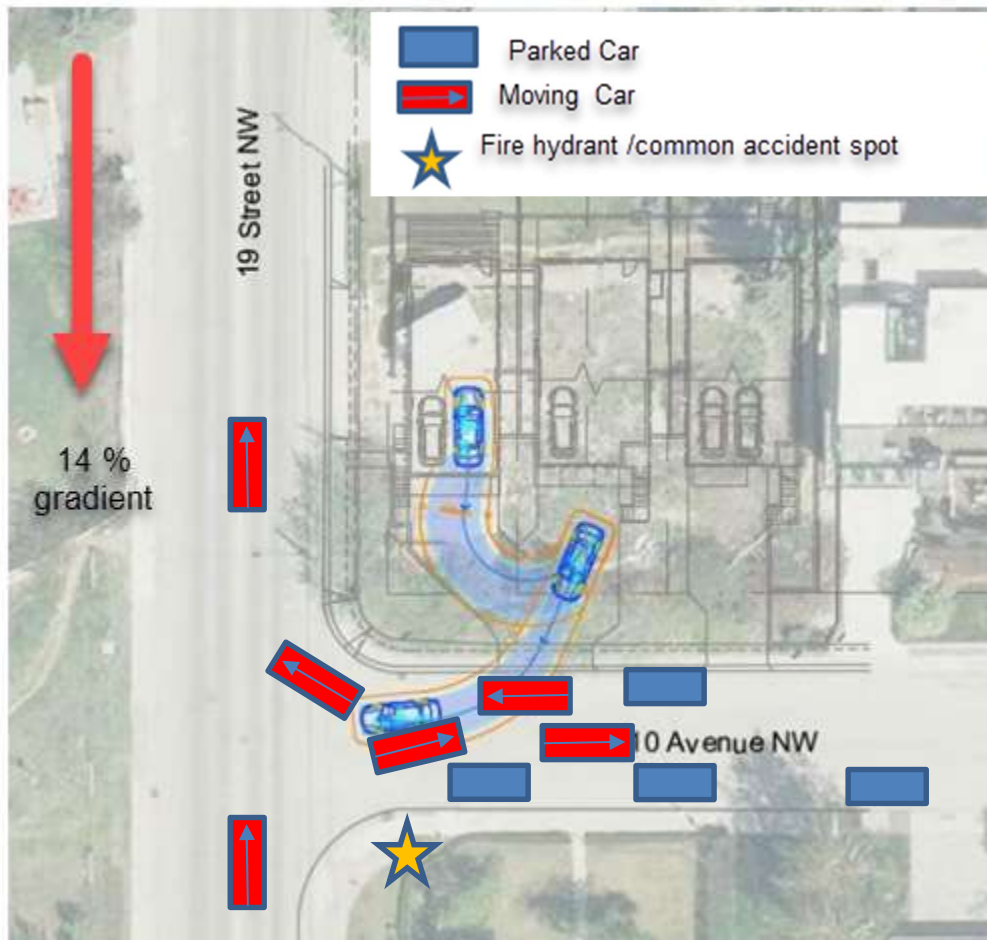 Parked Car
Moving Car
Fire hydrant /common accident spot
19 Street NW
14 %
gradient
10 Avenue NW